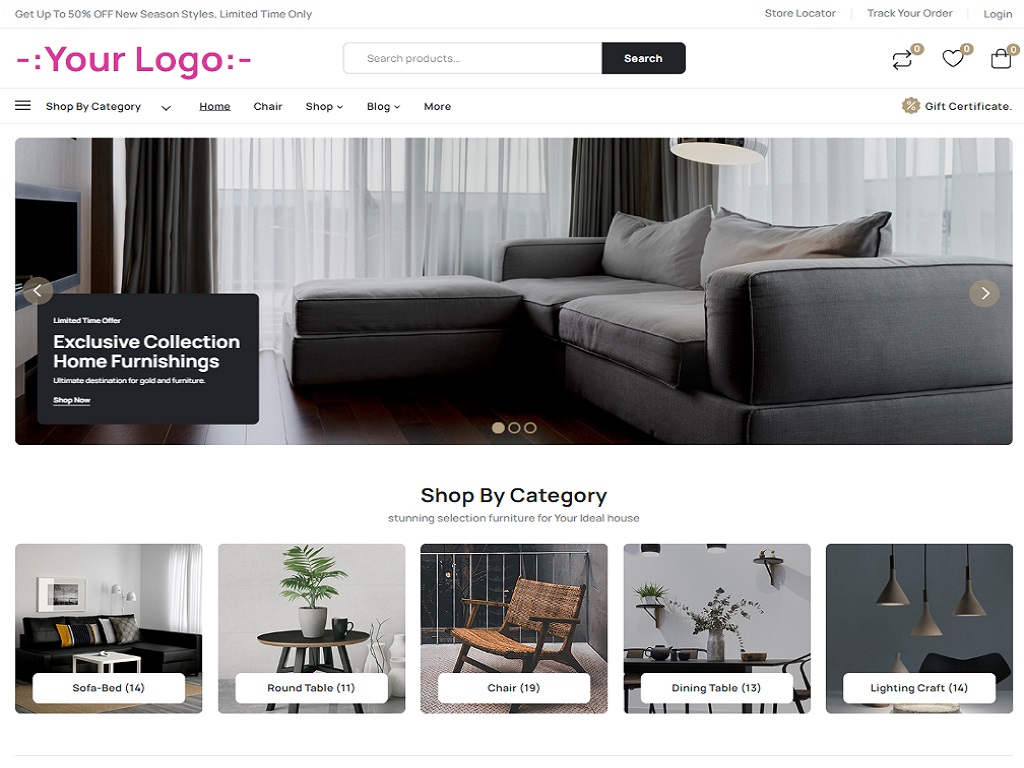 Get Up To 50% OFF New Season Styles, Limited Time Only
Store Locator
Track Your Order
Login
-:Your Logo:-
Search products...
Search
0
0
0
Shop By Category
Home
Chair
Shop
Blog
More
% Gift Certificate.
Limited Time Offer
Exclusive Collection
Home Furnishings
Ultimate destination for gold and furniture.
Shop Now
Shop By Category
stunning selection furniture for Your Ideal house
Sofa-Bed (14)
Round Table (11)
Chair (19)
Dining Table (13)
Lighting Craft (14)